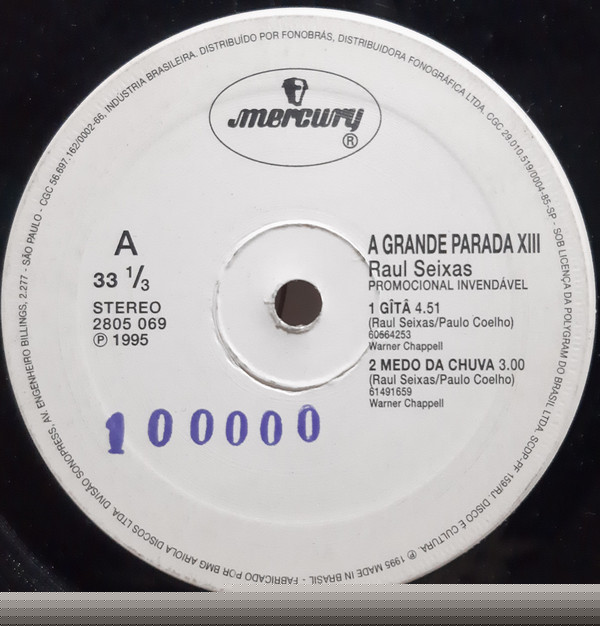 mercury
®
A
33 1/3
STEREO
2805 069
℗ 1995
A GRANDE PARADA XIII
Raul Seixas
PROMOCIONAL INVENDÁVEL
1 GÎTÂ 4.51
(Raul Seixas/Paulo Coelho)
60564253
Warner Chappell
2 MEDO DA CHUVA 3.00
(Raul Seixas/Paulo Coelho)
61491659
Warner Chappell
100000
FABRICADO POR BMG ARIOLA DISCOS LTDA. DIVISÃO SONOPRESS. AV. ENGENHEIRO BILLINGS, 2.277 - SÃO PAULO - CGC 56.697.162/0002-66, INDÚSTRIA BRASILEIRA. DISTRIBUÍDO POR FONOBRÁS, DISTRIBUIDORA FONOGRÁFICA LTDA. CGC 29.010.519/0004-85-SP - SOB LICENÇA DA POLYGRAM DO BRASIL LTDA. SCDP-PF 159/RJ. DISCO É CULTURA. ℗ 1995 MADE IN BRASIL -